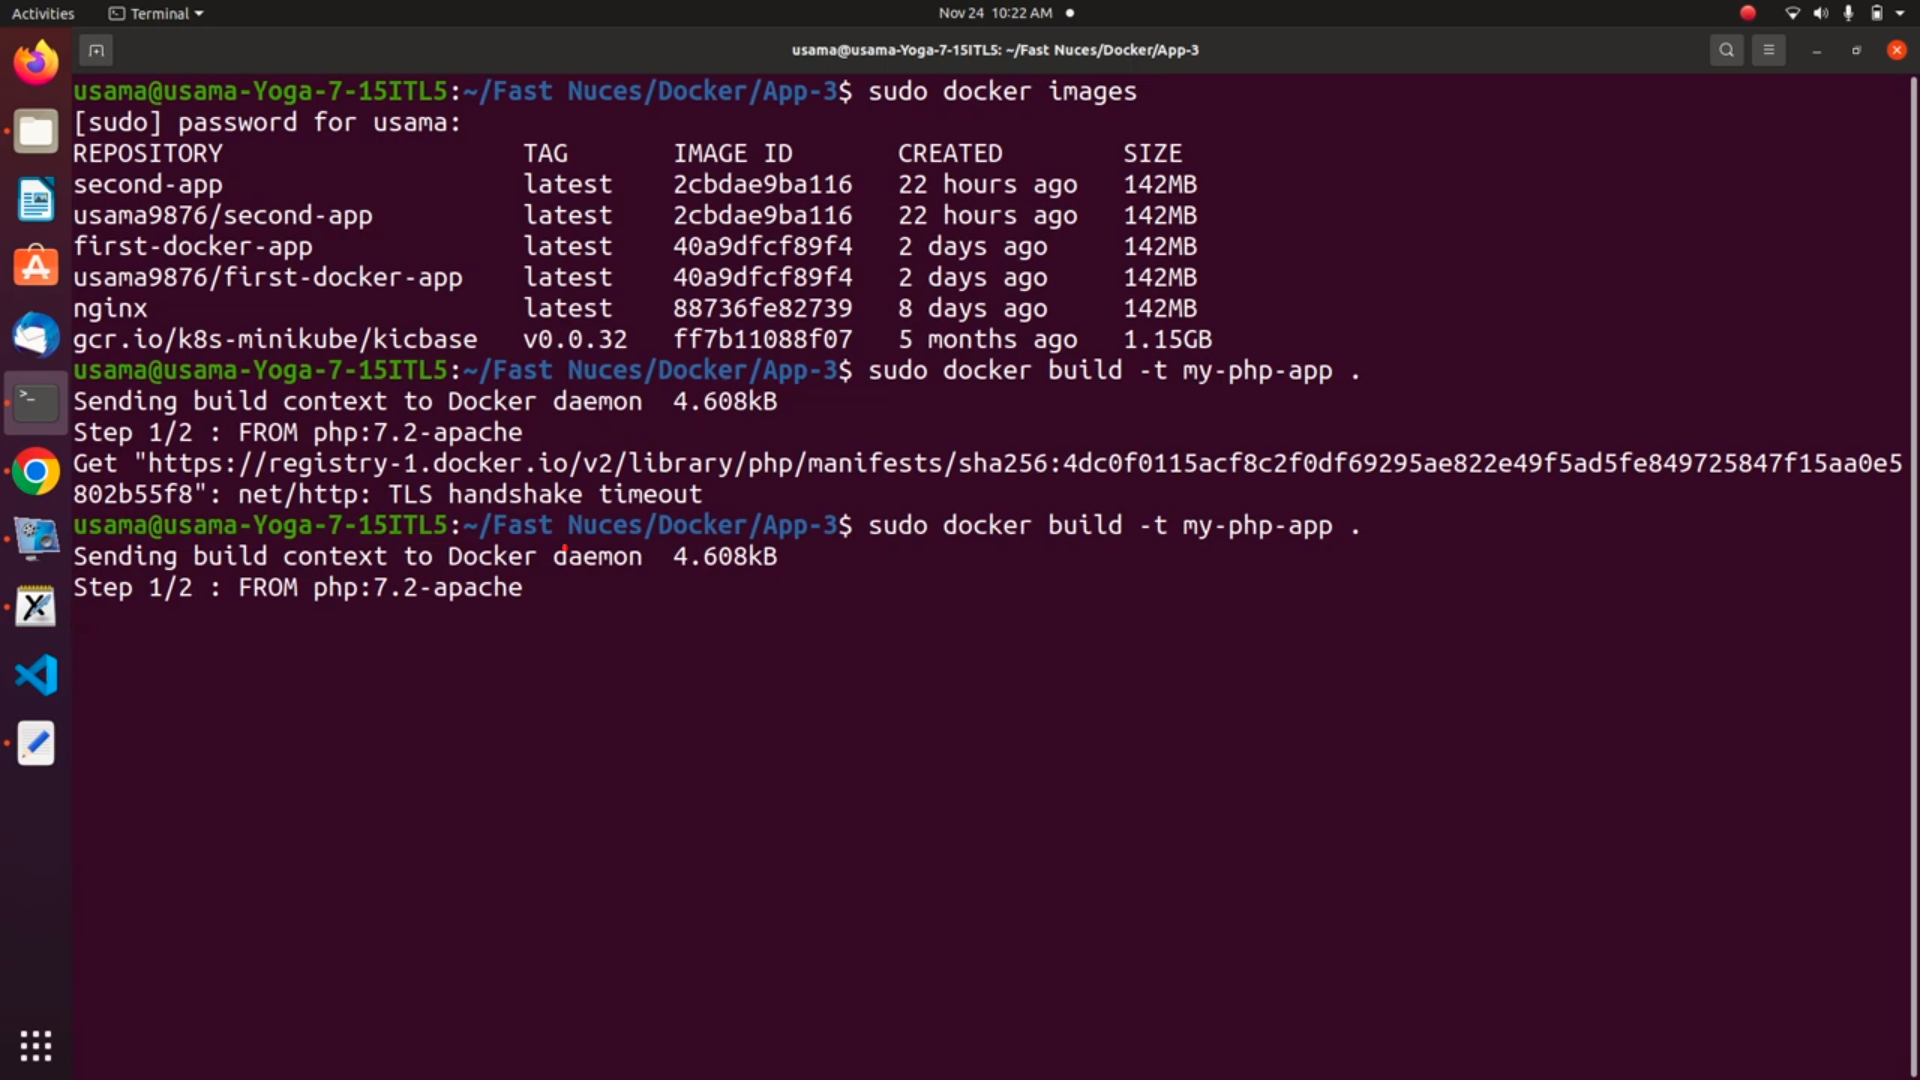 Activities Terminal Nov 24 10:22 AM
usama@usama-Yoga-7-15ITL5: ~/Fast Nuces/Docker/App-3
usama@usama-Yoga-7-15ITL5:~/Fast Nuces/Docker/App-3$ sudo docker images
[sudo] password for usama:
REPOSITORY TAG IMAGE ID CREATED SIZE
second-app latest 2cbdae9ba116 22 hours ago 142MB
usama9876/second-app latest 2cbdae9ba116 22 hours ago 142MB
first-docker-app latest 40a9dfcf89f4 2 days ago 142MB
usama9876/first-docker-app latest 40a9dfcf89f4 2 days ago 142MB
nginx latest 88736fe82739 8 days ago 142MB
gcr.io/k8s-minikube/kicbase v0.0.32 ff7b11088f07 5 months ago 1.15GB
usama@usama-Yoga-7-15ITL5:~/Fast Nuces/Docker/App-3$ sudo docker build -t my-php-app .
Sending build context to Docker daemon 4.608kB
Step 1/2 : FROM php:7.2-apache
Get "https://registry-1.docker.io/v2/library/php/manifests/sha256:4dc0f0115acf8c2f0df69295ae822e49f5ad5fe849725847f15aa0e5
802b55f8": net/http: TLS handshake timeout
usama@usama-Yoga-7-15ITL5:~/Fast Nuces/Docker/App-3$ sudo docker build -t my-php-app .
Sending build context to Docker daemon 4.608kB
Step 1/2 : FROM php:7.2-apache